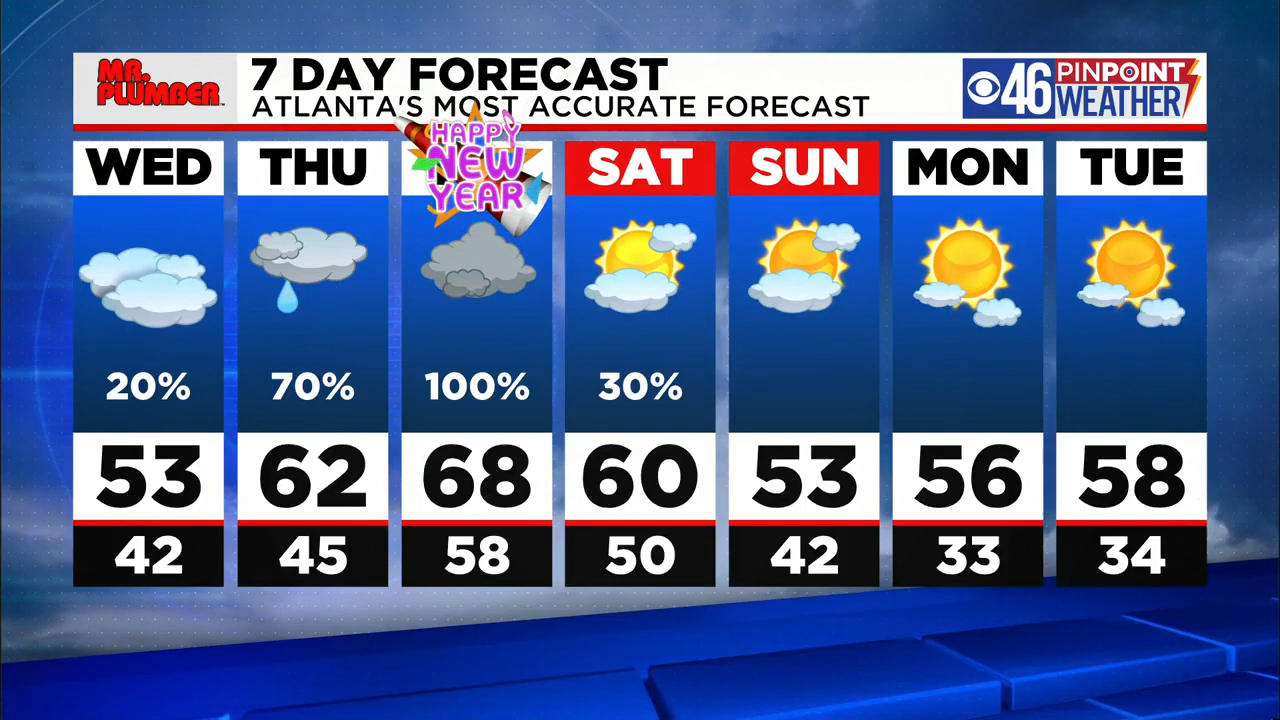 MR.
PLUMBER
7 DAY FORECAST
ATLANTA'S MOST ACCURATE FORECAST
46
PINPOINT
WEATHER
WED
THU
HAPPY
NEW
YEAR
SAT
SUN
MON
TUE
20%
70%
100%
30%
53
62
68
60
53
56
58
42
45
58
50
42
33
34